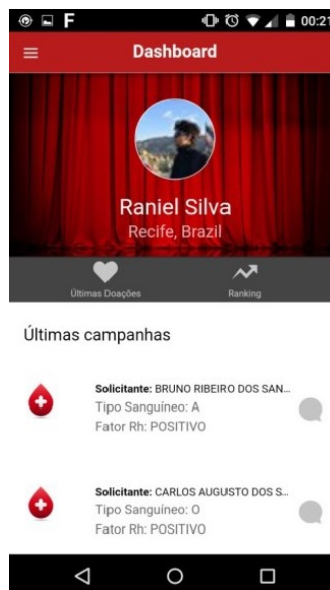 F 00:21
Dashboard
Raniel Silva
Recife, Brazil
Últimas Doações Ranking
Últimas campanhas
Solicitante: BRUNO RIBEIRO DOS SAN...
Tipo Sanguíneo: A
Fator Rh: POSITIVO
Solicitante: CARLOS AUGUSTO DOS S...
Tipo Sanguíneo: O
Fator Rh: POSITIVO